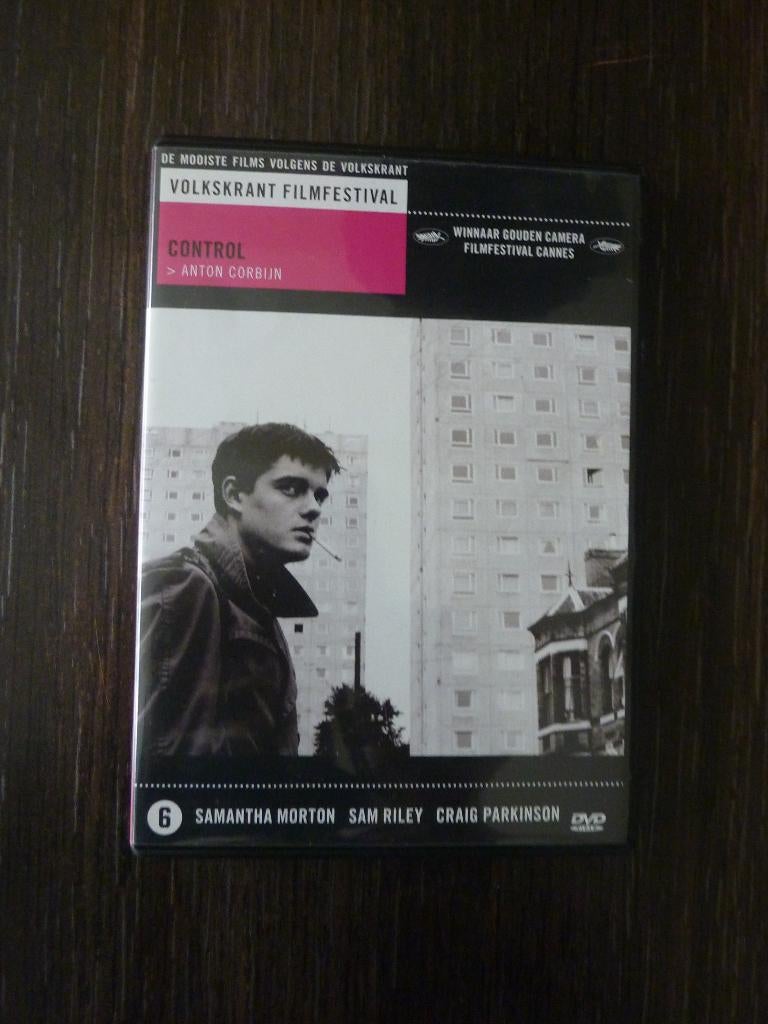 DE MOOISTE FILMS VOLGENS DE VOLKSKRANT
VOLKSKRANT FILMFESTIVAL
CONTROL
> ANTON CORBIJN
WINNAAR GOUDEN CAMERA
FILMFESTIVAL CANNES
6 SAMANTHA MORTON SAM RILEY CRAIG PARKINSON DVD